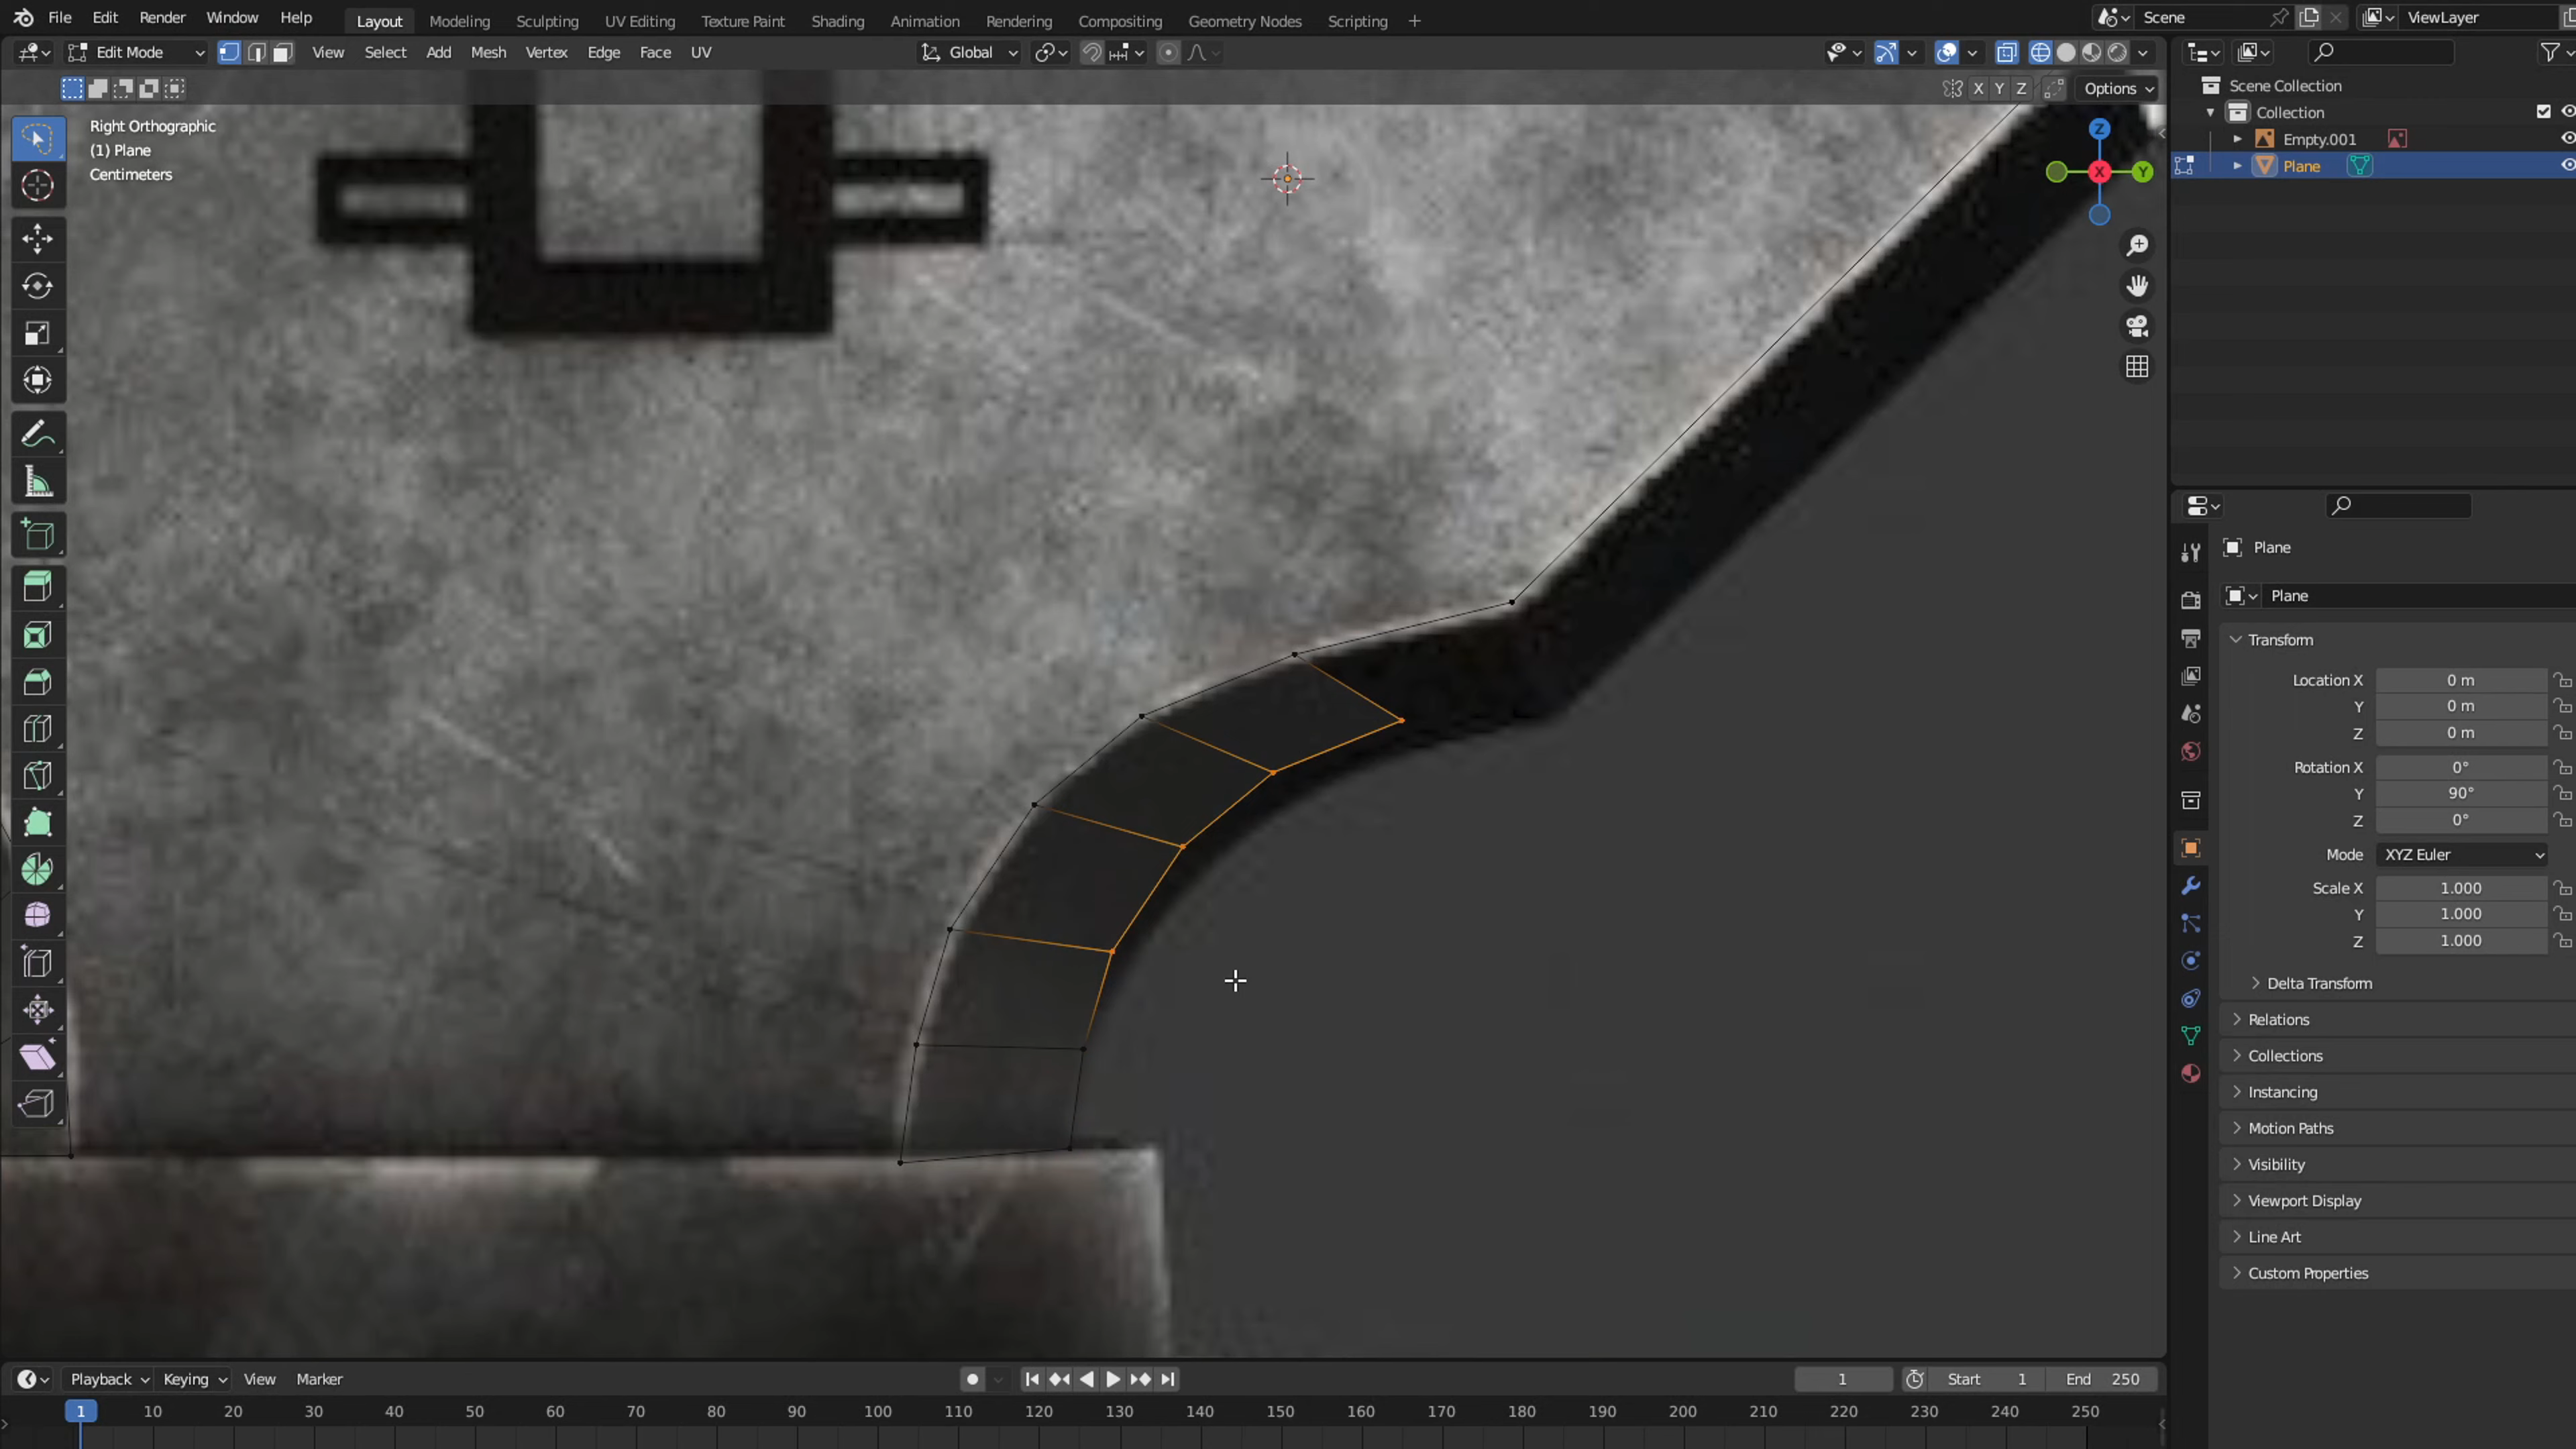 File Edit Render Window Help Layout Modeling Sculpting UV Editing Texture Paint Shading Animation Rendering Compositing Geometry Nodes Scripting + Scene ViewLayer
Edit Mode View Select Add Mesh Vertex Edge Face UV Global
X Y Z Options
Right Orthographic
(1) Plane
Centimeters
Z
X
Y
Scene Collection
Collection
Empty.001
Plane
Plane
Plane
Transform
Location X 0 m
Y 0 m
Z 0 m
Rotation X 0°
Y 90°
Z 0°
Mode XYZ Euler
Scale X 1.000
Y 1.000
Z 1.000
Delta Transform
Relations
Collections
Instancing
Motion Paths
Visibility
Viewport Display
Line Art
Custom Properties
Playback Keying View Marker 1 Start 1 End 250
1 10 20 30 40 50 60 70 80 90 100 110 120 130 140 150 160 170 180 190 200 210 220 230 240 250